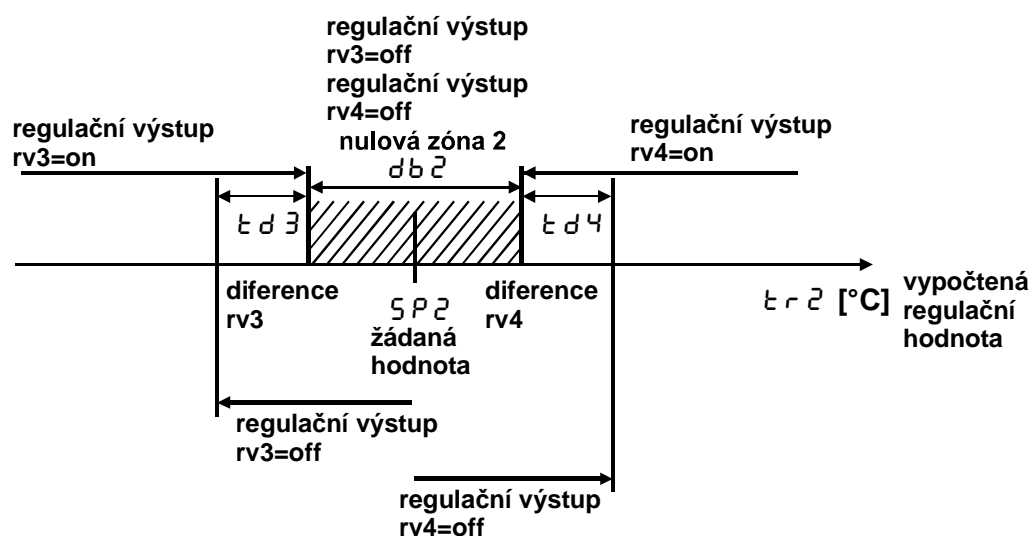 regulační výstup
rv3=off
regulační výstup
rv4=off
nulová zóna 2
db2
regulační výstup
rv3=on
regulační výstup
rv4=on
td3
td4
diference
rv3
SP2
žádaná
hodnota
diference
rv4
tr2 [°C]
vypočtená
regulační
hodnota
regulační výstup
rv3=off
regulační výstup
rv4=off